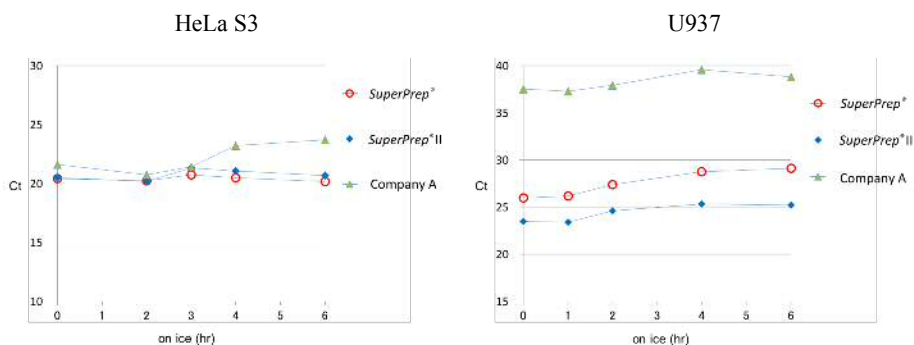 HeLa S3
30
25
20
15
10
Ct
0
1
2
3
4
5
6
on ice (hr)
SuperPrep®
SuperPrep®II
Company A
U937
40
35
30
25
20
15
Ct
0
1
2
3
4
5
6
on ice (hr)
SuperPrep®
SuperPrep®II
Company A